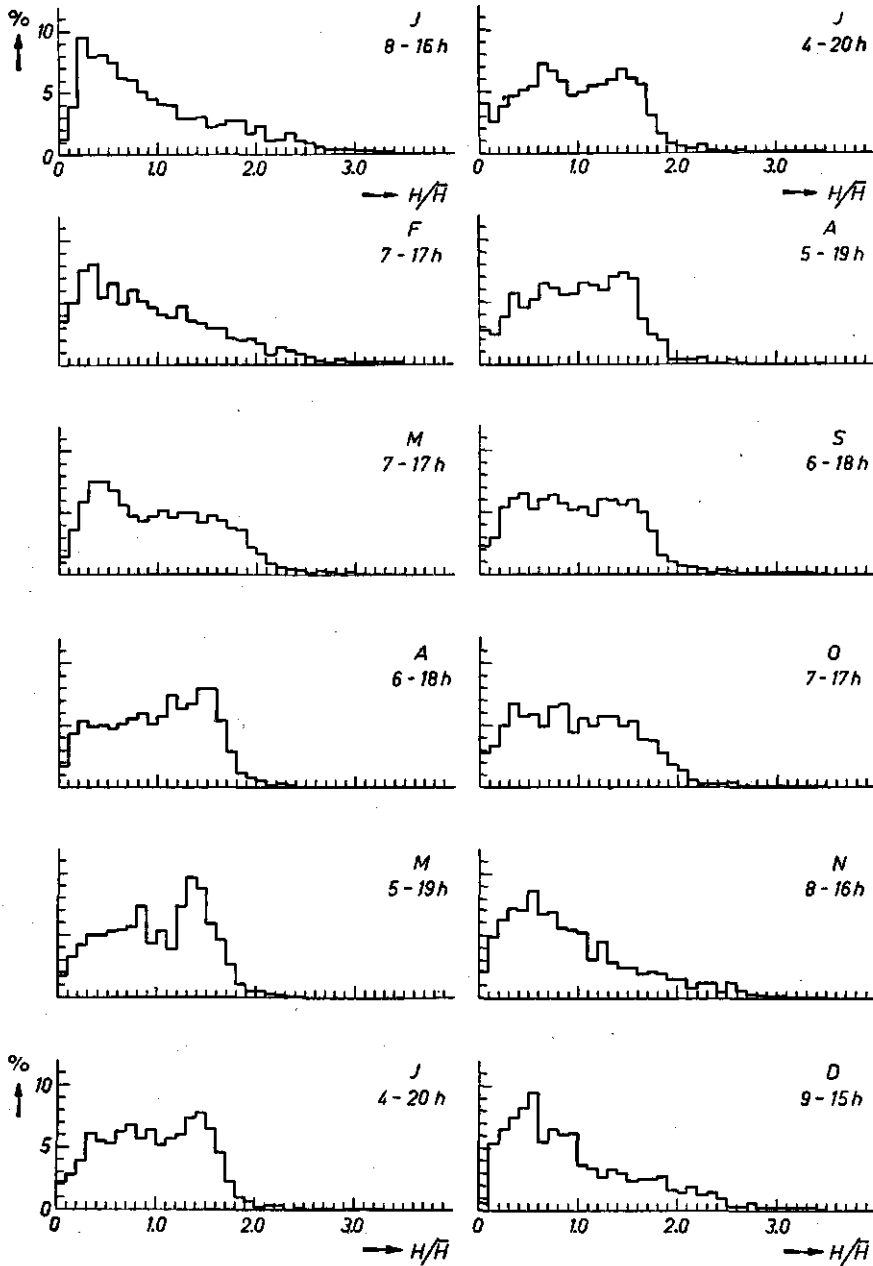 %
10
5
0
J
8 - 16 h
0 1.0 2.0 3.0
H/H̅
J
4 - 20 h
0 1.0 2.0 3.0
H/H̅
F
7 - 17 h
A
5 - 19 h
M
7 - 17 h
S
6 - 18 h
A
6 - 18 h
O
7 - 17 h
M
5 - 19 h
N
8 - 16 h
%
10
5
0
J
4 - 20 h
0 1.0 2.0 3.0
H/H̅
D
9 - 15 h
0 1.0 2.0 3.0
H/H̅